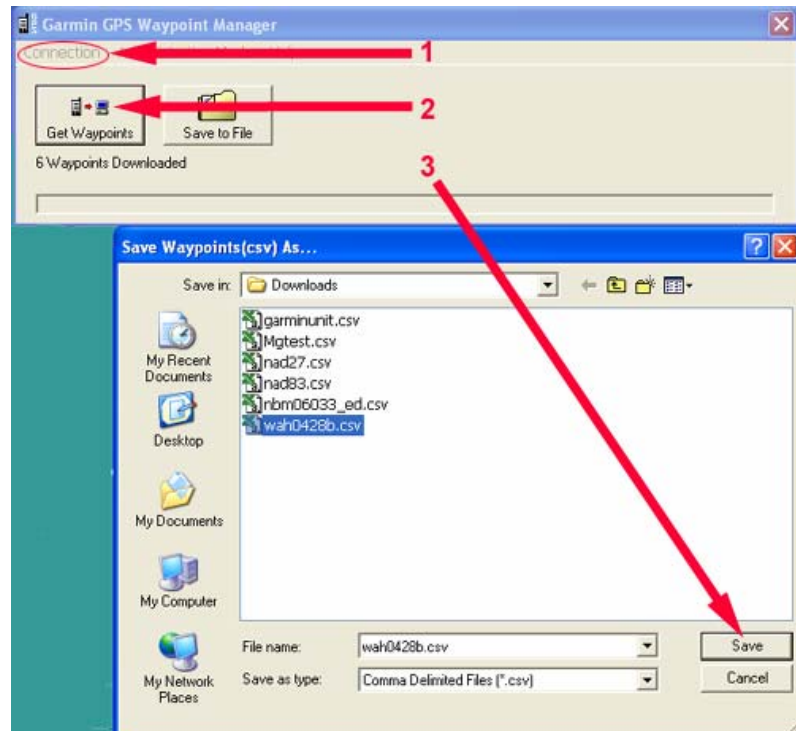 Garmin GPS Waypoint Manager
Connection
1
2
Get Waypoints
Save to File
6 Waypoints Downloaded
3
Save Waypoints(csv) As...
Save in:
Downloads
garminunit.csv
Mgtest.csv
nad27.csv
nad83.csv
nbm06033_ed.csv
wah0428b.csv
My Recent
Documents
Desktop
My Documents
My Computer
My Network
Places
File name:
wah0428b.csv
Save
Save as type:
Comma Delimited Files (*.csv)
Cancel